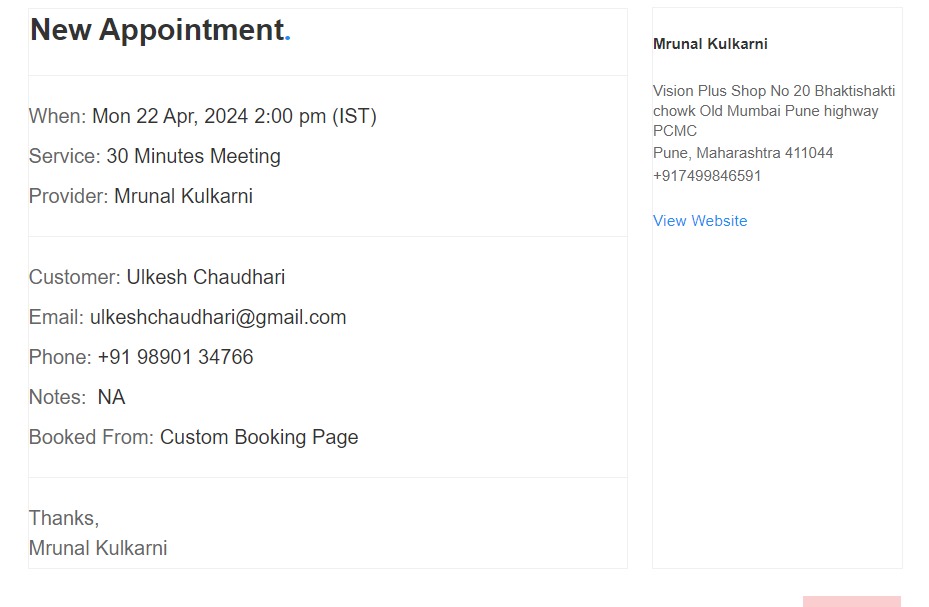 New Appointment.
When: Mon 22 Apr, 2024 2:00 pm (IST)
Service: 30 Minutes Meeting
Provider: Mrunal Kulkarni
Customer: Ulkesh Chaudhari
Email: ulkeshchaudhari@gmail.com
Phone: +91 98901 34766
Notes: NA
Booked From: Custom Booking Page
Thanks,
Mrunal Kulkarni
Mrunal Kulkarni
Vision Plus Shop No 20 Bhaktishakti
chowk Old Mumbai Pune highway
PCMC
Pune, Maharashtra 411044
+917499846591
View Website